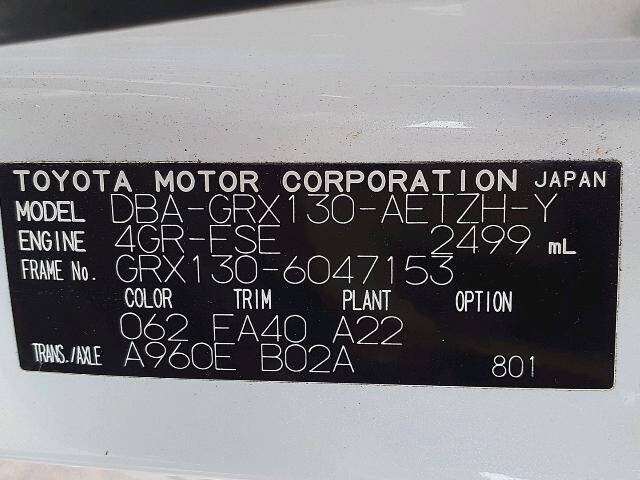 TOYOTA MOTOR CORPORATION JAPAN
MODEL DBA-GRX130-AETZH-Y
ENGINE 4GR-FSE 2499 mL
FRAME No. GRX130-6047153
COLOR TRIM PLANT OPTION
062 FA40 A22
TRANS./AXLE A960E B02A 801